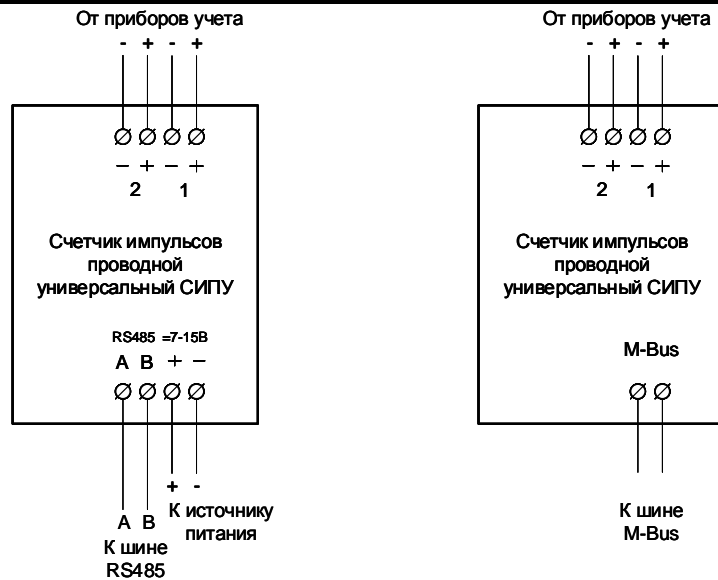 От приборов учета
- + - +
− + − +
2 1
Счетчик импульсов
проводной
универсальный СИПУ
RS485 =7-15В
A B + −
+ -
К источнику
питания
A B
К шине
RS485
От приборов учета
- + - +
− + − +
2 1
Счетчик импульсов
проводной
универсальный СИПУ
M-Bus
К шине
M-Bus